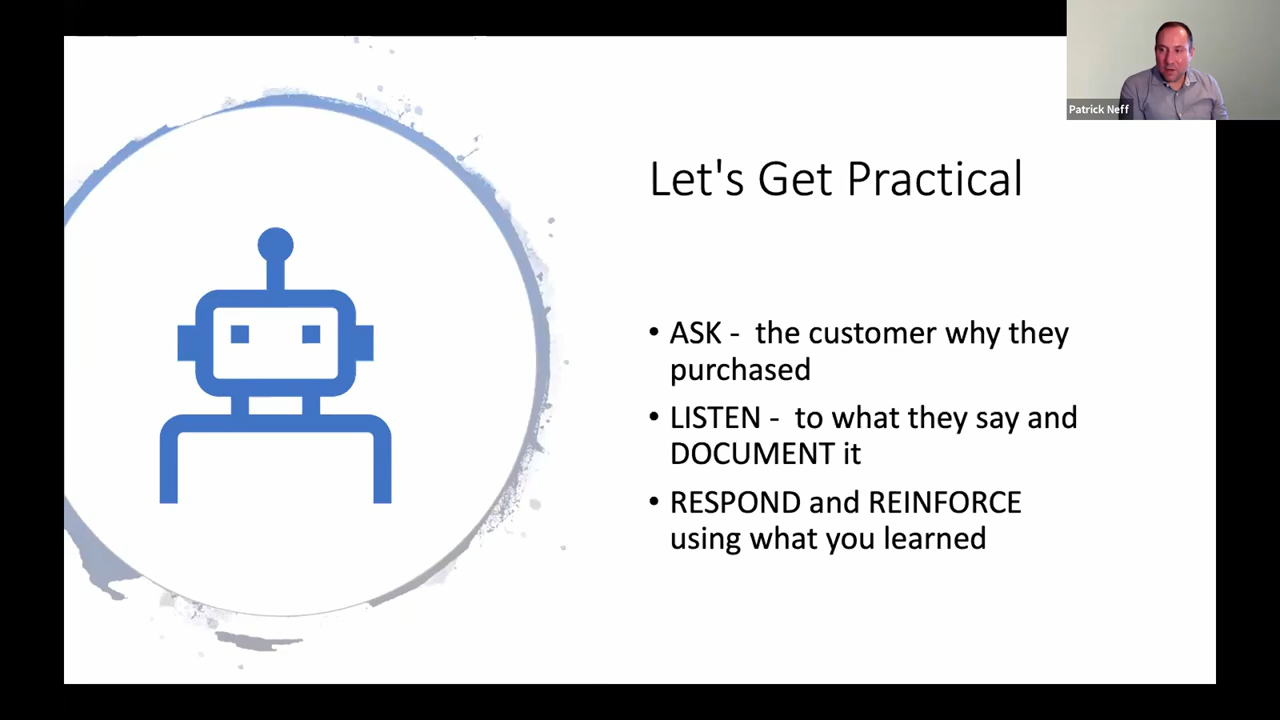 Patrick Neff
Let's Get Practical
• ASK -  the customer why they
purchased
• LISTEN -  to what they say and
DOCUMENT it
• RESPOND and REINFORCE
using what you learned